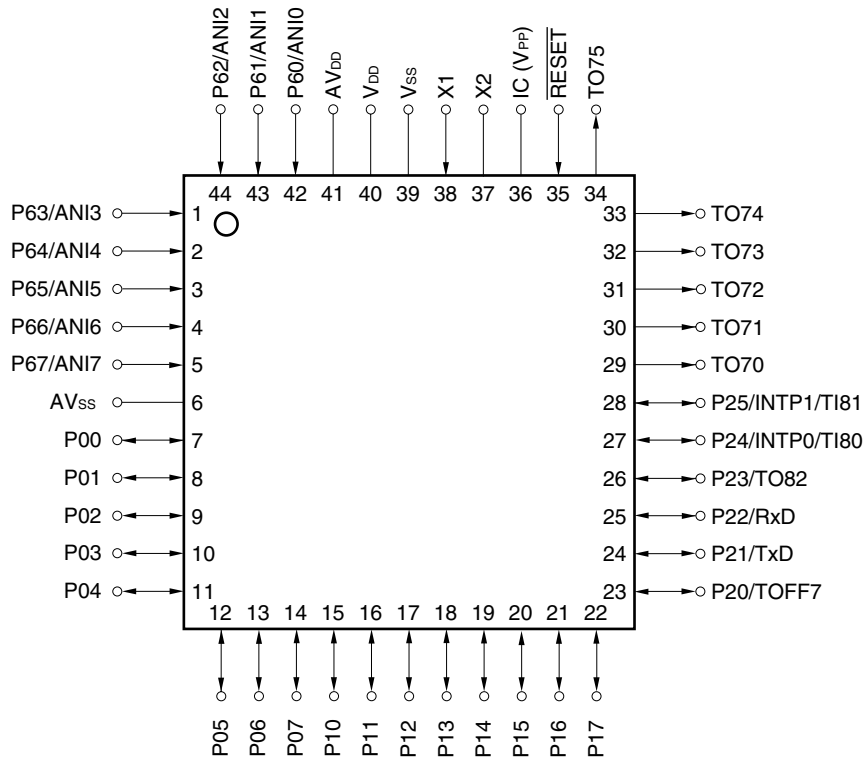 P62/ANI2
P61/ANI1
P60/ANI0
AVDD
VDD
VSS
X1
X2
IC (VPP)
RESET
TO75
44 43 42 41 40 39 38 37 36 35 34
P63/ANI3 1
P64/ANI4 2
P65/ANI5 3
P66/ANI6 4
P67/ANI7 5
AVSS 6
P00 7
P01 8
P02 9
P03 10
P04 11
33 TO74
32 TO73
31 TO72
30 TO71
29 TO70
28 P25/INTP1/TI81
27 P24/INTP0/TI80
26 P23/TO82
25 P22/RxD
24 P21/TxD
23 P20/TOFF7
12 13 14 15 16 17 18 19 20 21 22
P05
P06
P07
P10
P11
P12
P13
P14
P15
P16
P17